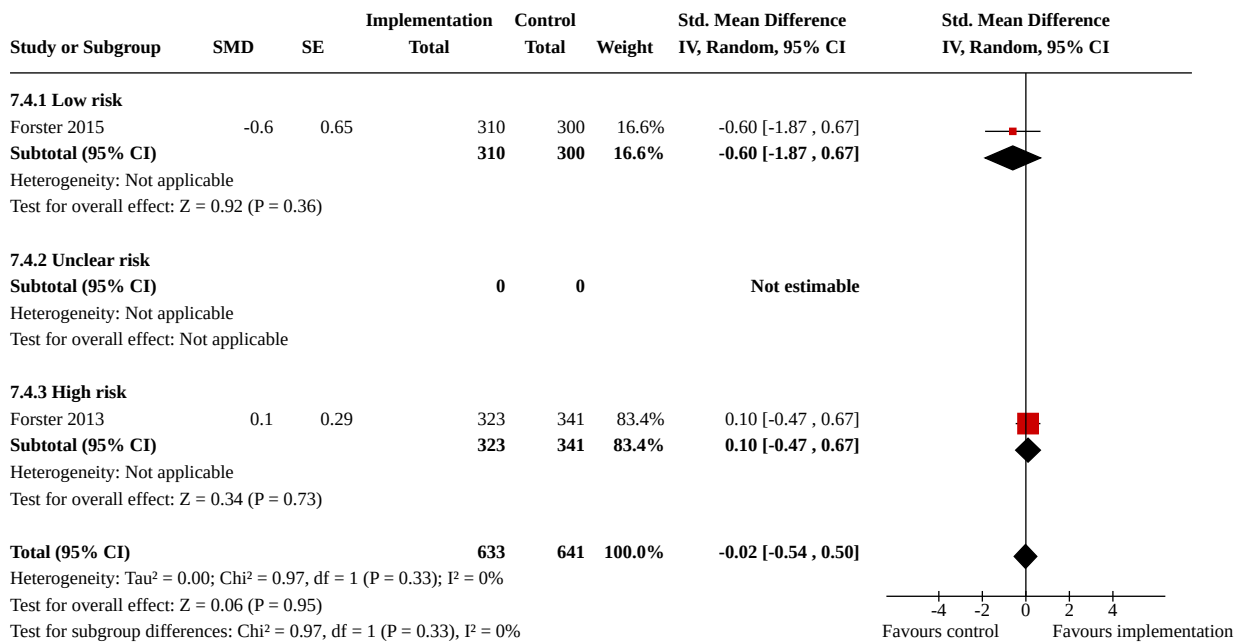 Implementation Control Std. Mean Difference Std. Mean Difference
Study or Subgroup SMD SE Total Total Weight IV, Random, 95% CI IV, Random, 95% CI
7.4.1 Low risk
Forster 2015 -0.6 0.65 310 300 16.6% -0.60 [-1.87 , 0.67]
Subtotal (95% CI) 310 300 16.6% -0.60 [-1.87 , 0.67]
Heterogeneity: Not applicable
Test for overall effect: Z = 0.92 (P = 0.36)
7.4.2 Unclear risk
Subtotal (95% CI) 0 0 Not estimable
Heterogeneity: Not applicable
Test for overall effect: Not applicable
7.4.3 High risk
Forster 2013 0.1 0.29 323 341 83.4% 0.10 [-0.47 , 0.67]
Subtotal (95% CI) 323 341 83.4% 0.10 [-0.47 , 0.67]
Heterogeneity: Not applicable
Test for overall effect: Z = 0.34 (P = 0.73)
Total (95% CI) 633 641 100.0% -0.02 [-0.54 , 0.50]
Heterogeneity: Tau² = 0.00; Chi² = 0.97, df = 1 (P = 0.33); I² = 0%
Test for overall effect: Z = 0.06 (P = 0.95)
-4 -2 0 2 4
Test for subgroup differences: Chi² = 0.97, df = 1 (P = 0.33), I² = 0% Favours control Favours implementation